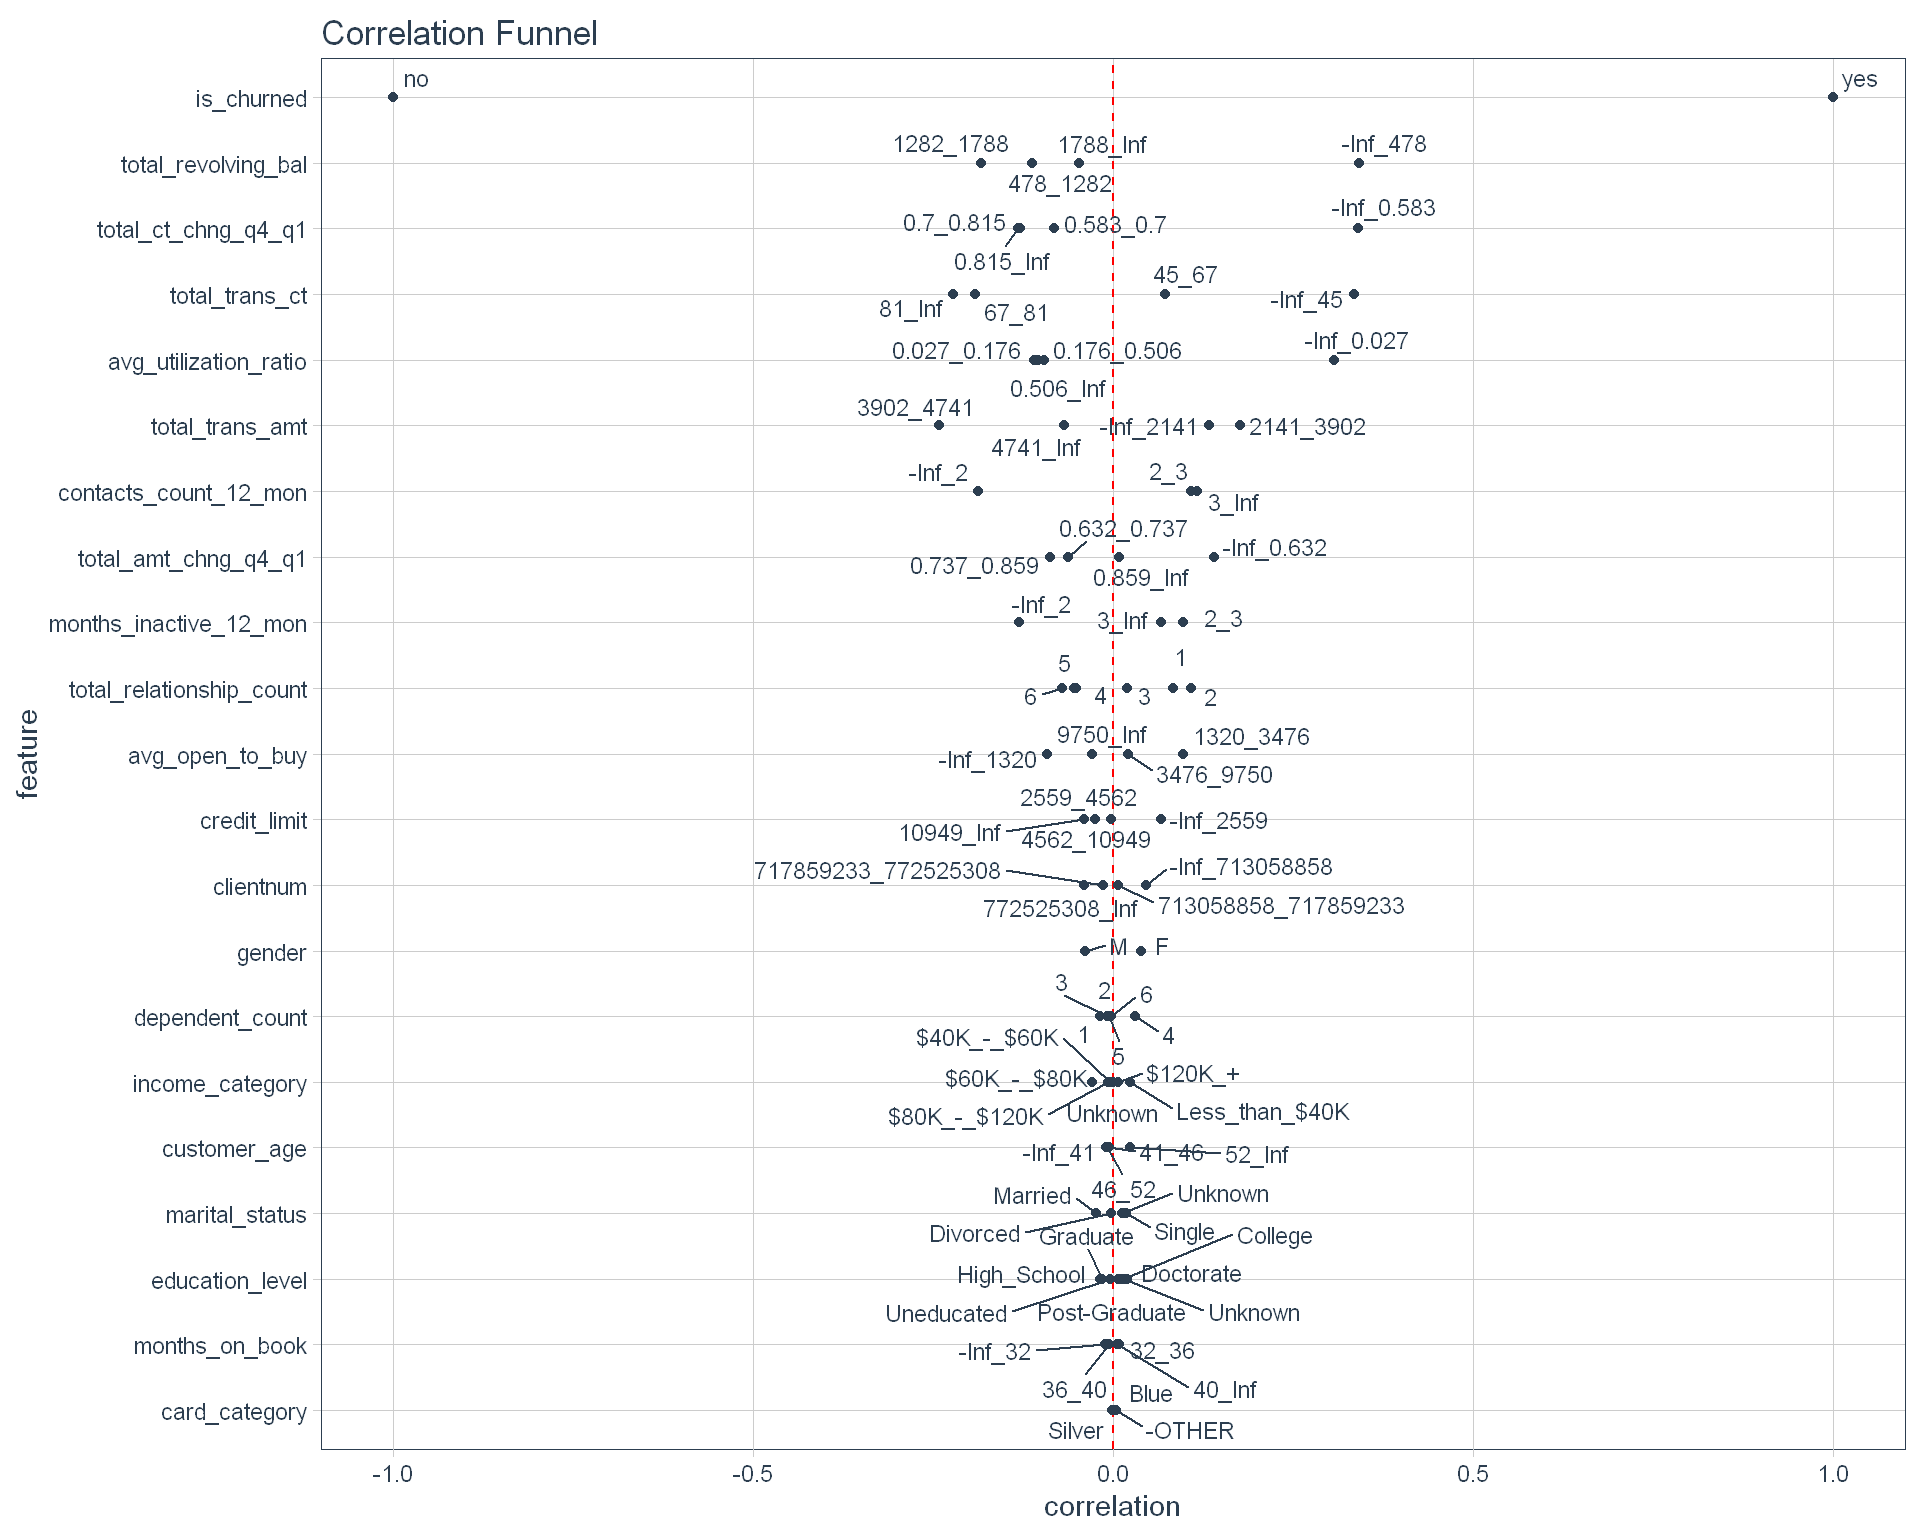 Correlation Funnel
no
yes
is_churned
1282_1788
1788_Inf
-Inf_478
total_revolving_bal
478_1282
-Inf_0.583
0.7_0.815
0.583_0.7
total_ct_chng_q4_q1
0.815_Inf
45_67
total_trans_ct
-Inf_45
81_Inf
67_81
-Inf_0.027
0.027_0.176
0.176_0.506
avg_utilization_ratio
0.506_Inf
3902_4741
total_trans_amt
-Inf_2141
2141_3902
4741_Inf
-Inf_2
2_3
contacts_count_12_mon
3_Inf
0.632_0.737
-Inf_0.632
total_amt_chng_q4_q1
0.737_0.859
0.859_Inf
-Inf_2
months_inactive_12_mon
3_Inf
2_3
5
1
total_relationship_count
6
4
3
2
9750_Inf
1320_3476
avg_open_to_buy
-Inf_1320
3476_9750
2559_4562
credit_limit
-Inf_2559
10949_Inf
4562_10949
717859233_772525308
-Inf_713058858
clientnum
772525308_Inf
713058858_717859233
gender
M
F
3
2
6
dependent_count
1
4
$40K_-_$60K
5
income_category
$60K_-_$80K
$120K_+
$80K_-_$120K
Unknown
Less_than_$40K
customer_age
-Inf_41
41_46
52_Inf
46_52
Married
Unknown
marital_status
Divorced
Single
Graduate
College
education_level
High_School
Doctorate
Uneducated
Post-Graduate
Unknown
months_on_book
-Inf_32
32_36
36_40
40_Inf
Blue
card_category
Silver
-OTHER
feature
-1.0
-0.5
0.0
0.5
1.0
correlation